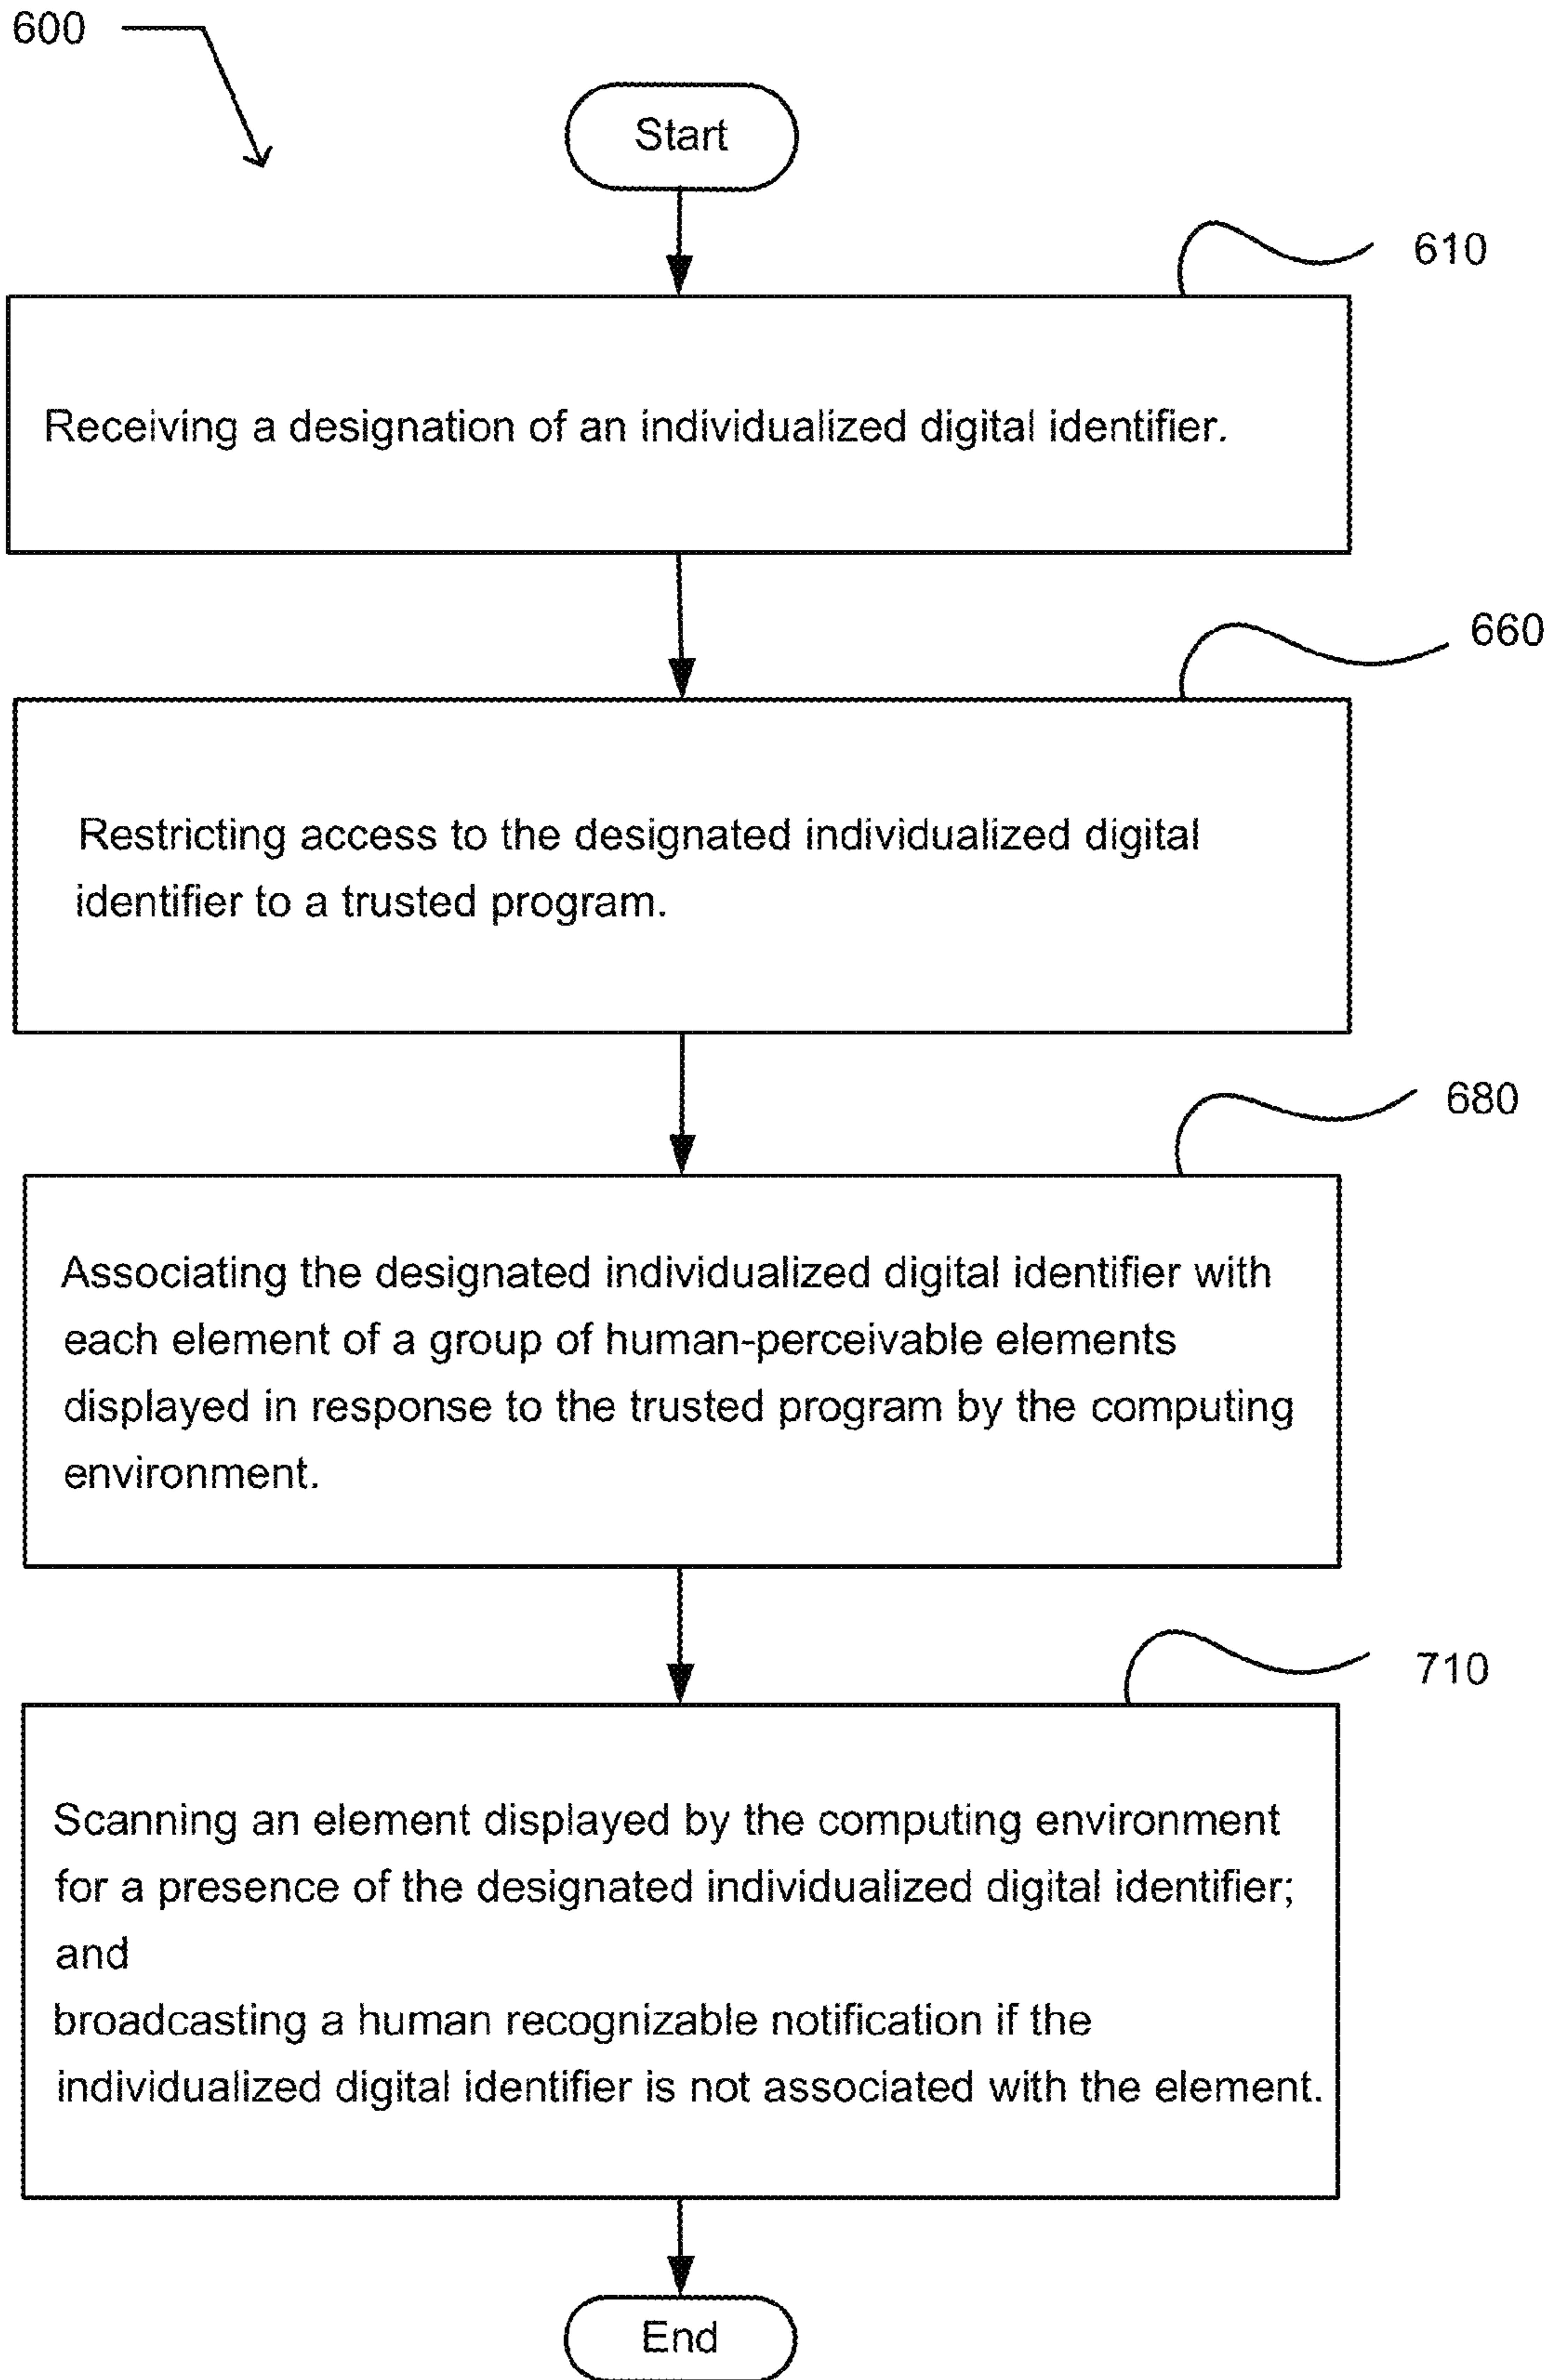 600
Start
610
Receiving a designation of an individualized digital identifier.
660
Restricting access to the designated individualized digital
identifier to a trusted program.
680
Associating the designated individualized digital identifier with
each element of a group of human-perceivable elements
displayed in response to the trusted program by the computing
environment.
710
Scanning an element displayed by the computing environment
for a presence of the designated individualized digital identifier;
and
broadcasting a human recognizable notification if the
individualized digital identifier is not associated with the element.
End